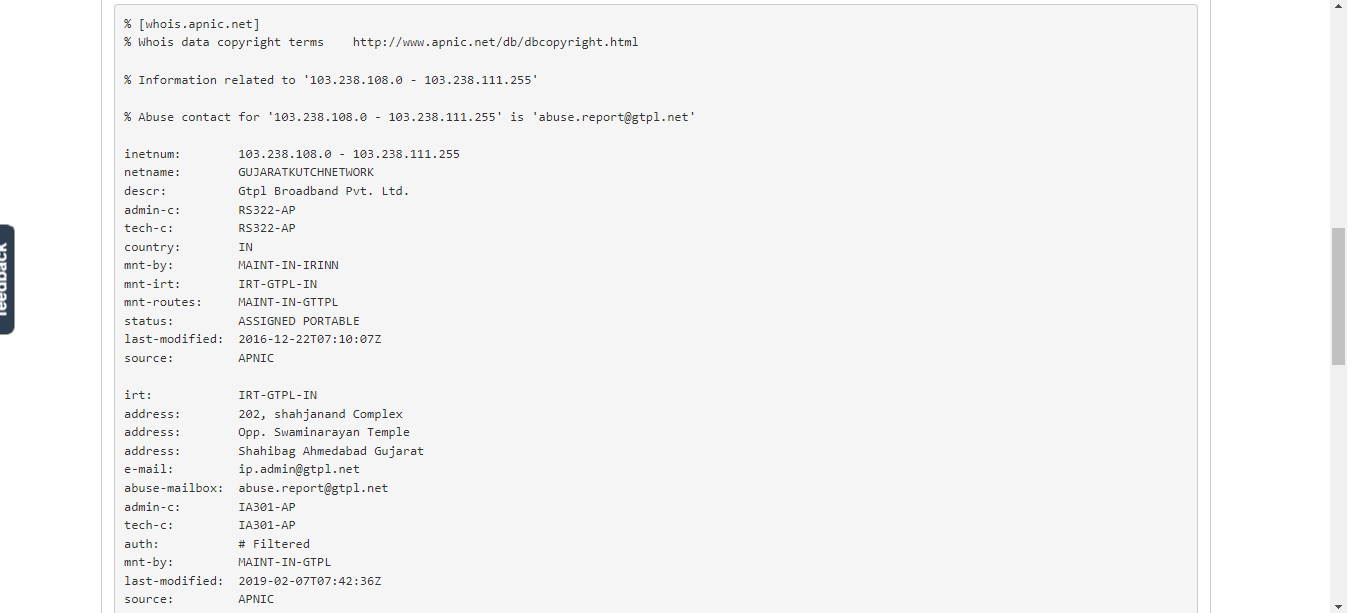 % [whois.apnic.net]
% Whois data copyright terms    http://www.apnic.net/db/dbcopyright.html
% Information related to '103.238.108.0 - 103.238.111.255'
% Abuse contact for '103.238.108.0 - 103.238.111.255' is 'abuse.report@gtpl.net'
inetnum:        103.238.108.0 - 103.238.111.255
netname:        GUJARATKUTCHNETWORK
descr:          Gtpl Broadband Pvt. Ltd.
admin-c:        RS322-AP
tech-c:         RS322-AP
country:        IN
mnt-by:         MAINT-IN-IRINN
mnt-irt:        IRT-GTPL-IN
mnt-routes:     MAINT-IN-GTTPL
status:         ASSIGNED PORTABLE
last-modified:  2016-12-22T07:10:07Z
source:         APNIC
irt:            IRT-GTPL-IN
address:        202, shahjanand Complex
address:        Opp. Swaminarayan Temple
address:        Shahibag Ahmedabad Gujarat
e-mail:         ip.admin@gtpl.net
abuse-mailbox:  abuse.report@gtpl.net
admin-c:        IA301-AP
tech-c:         IA301-AP
auth:           # Filtered
mnt-by:         MAINT-IN-GTPL
last-modified:  2019-02-07T07:42:36Z
source:         APNIC
feedback